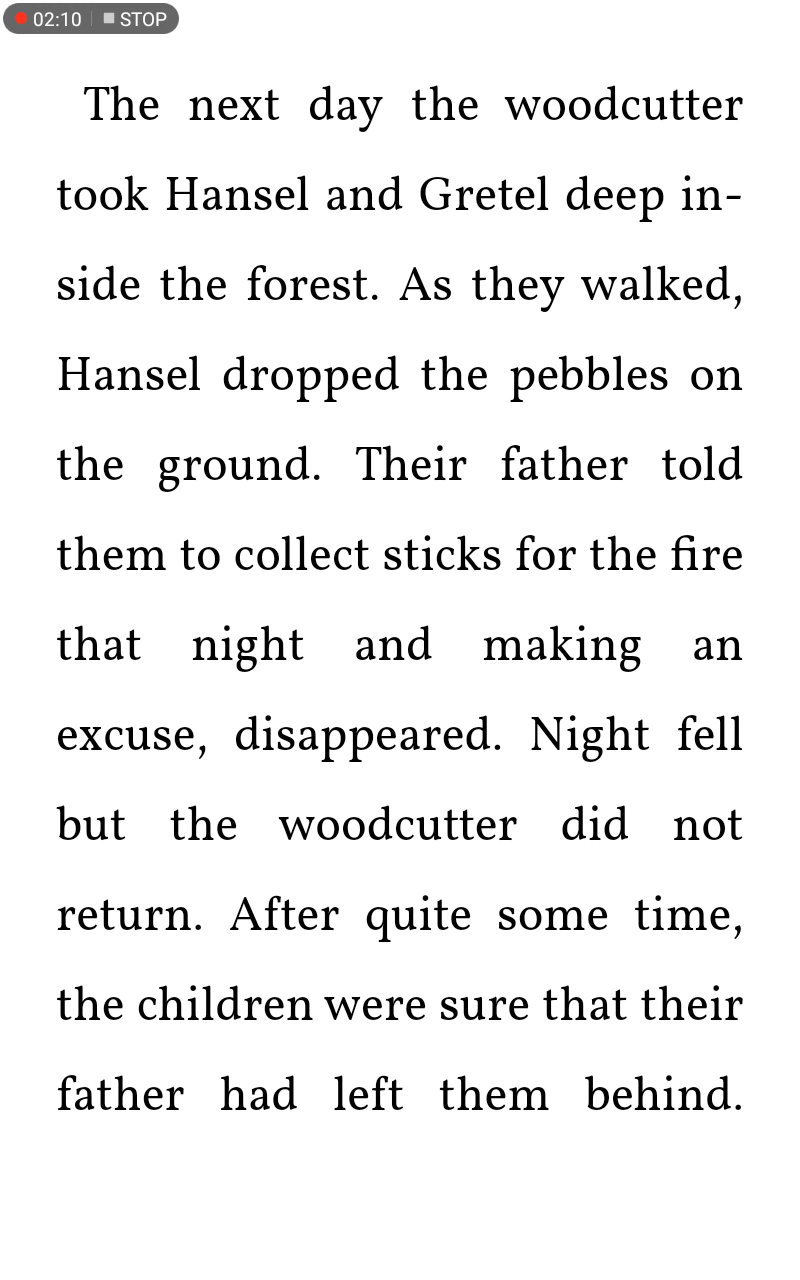 02:10 STOP
The next day the woodcutter
took Hansel and Gretel deep in-
side the forest. As they walked,
Hansel dropped the pebbles on
the ground. Their father told
them to collect sticks for the fire
that night and making an
excuse, disappeared. Night fell
but the woodcutter did not
return. After quite some time,
the children were sure that their
father had left them behind.